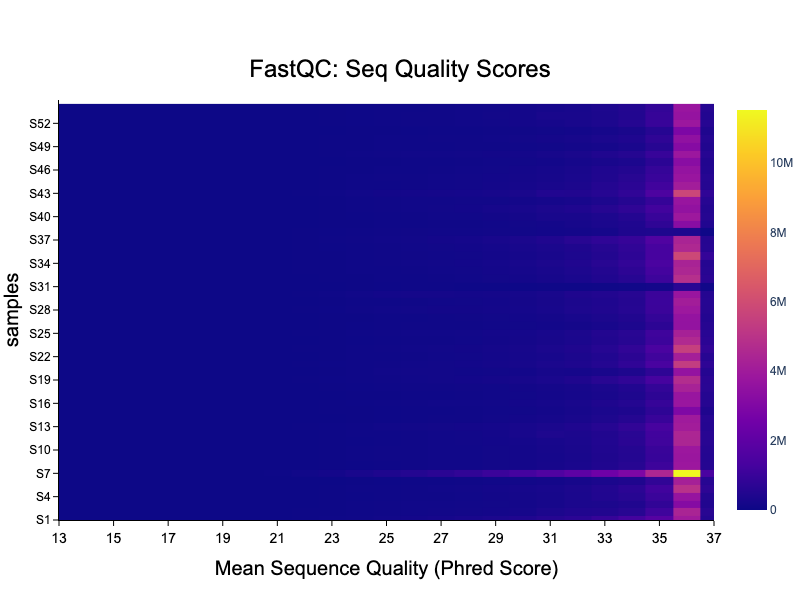 FastQC: Seq Quality Scores
S52
S49
S46
S43
S40
S37
S34
S31
S28
S25
S22
S19
S16
S13
S10
S7
S4
S1
samples
13 15 17 19 21 23 25 27 29 31 33 35 37
Mean Sequence Quality (Phred Score)
10M
8M
6M
4M
2M
0